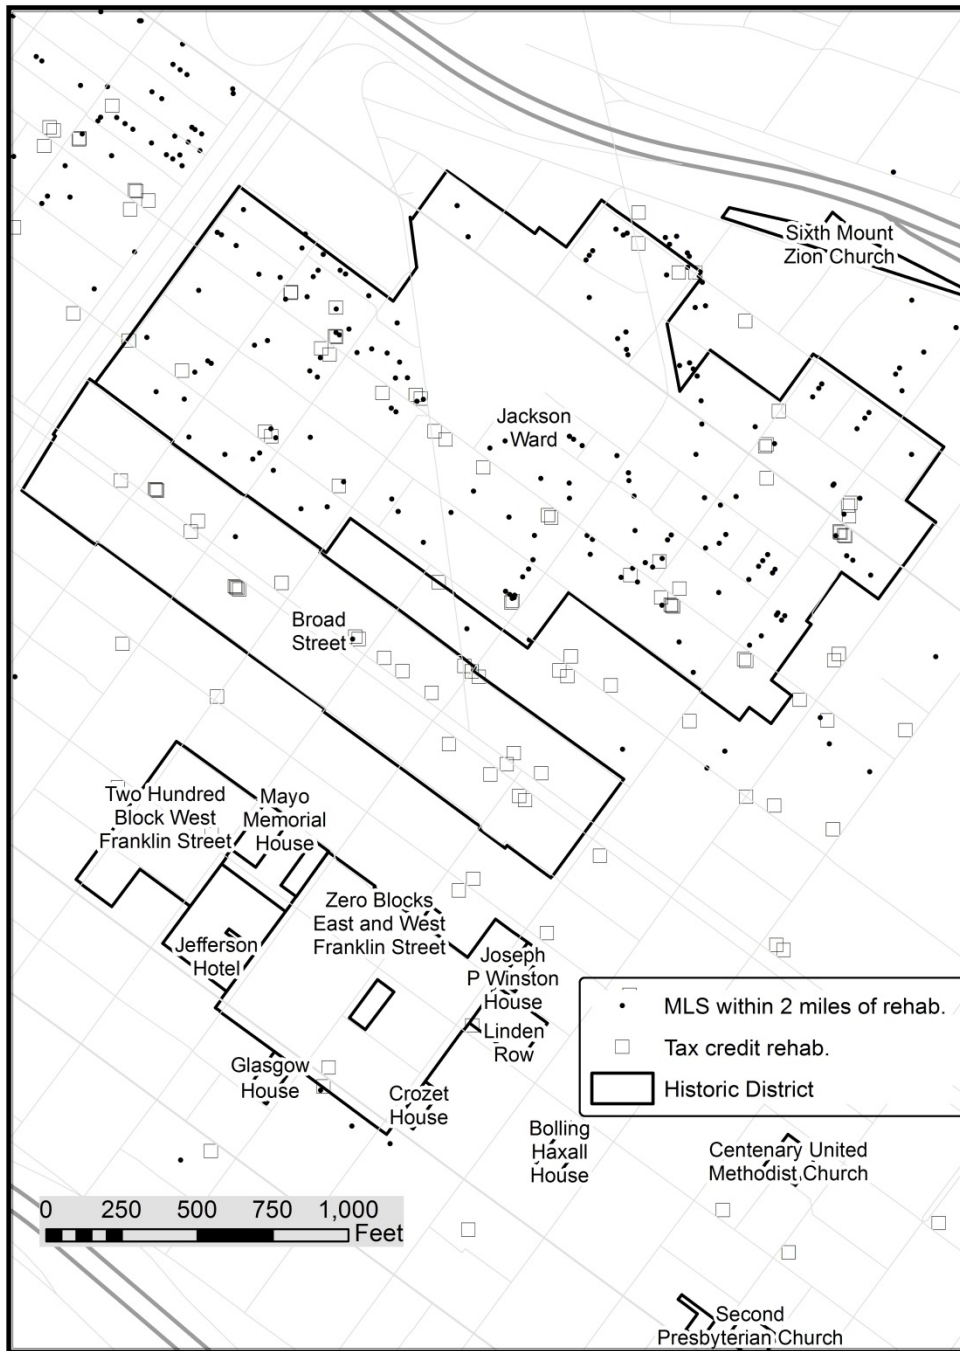 Sixth Mount
Zion Church
Jackson
Ward
Broad
Street
Two Hundred
Block West
Franklin Street
Mayo
Memorial
House
Zero Blocks
East and West
Franklin Street
Jefferson
Hotel
Joseph
P Winston
House
Linden
Row
Glasgow
House
Crozet
House
MLS within 2 miles of rehab.
Tax credit rehab.
Historic District
Bolling
Haxall
House
Centenary United
Methodist Church
0 250 500 750 1,000
Feet
Second
Presbyterian Church